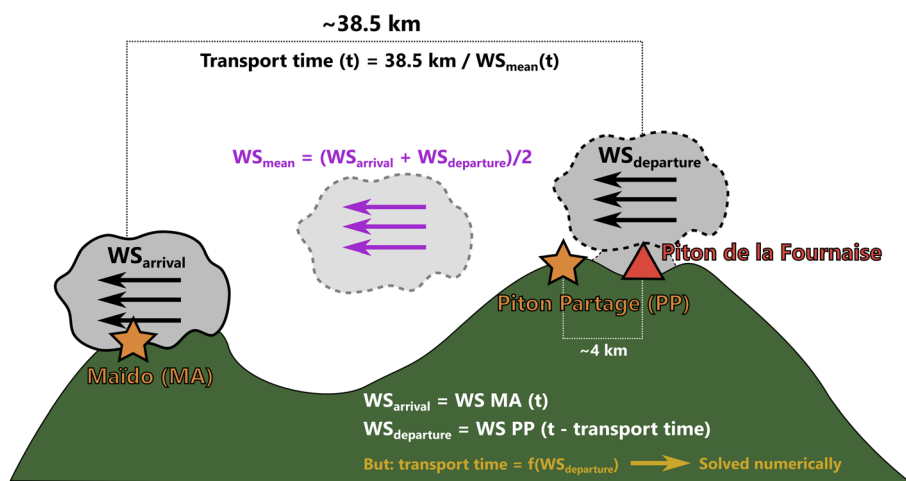 ~38.5 km
Transport time (t) = 38.5 km / WSmean(t)
WSmean = (WSarrival + WSdeparture)/2
WSdeparture
WSarrival
Piton de la Fournaise
Piton Partage (PP)
~4 km
Maïdo (MA)
WSarrival = WS MA (t)
WSdeparture = WS PP (t - transport time)
But: transport time = f(WSdeparture) Solved numerically